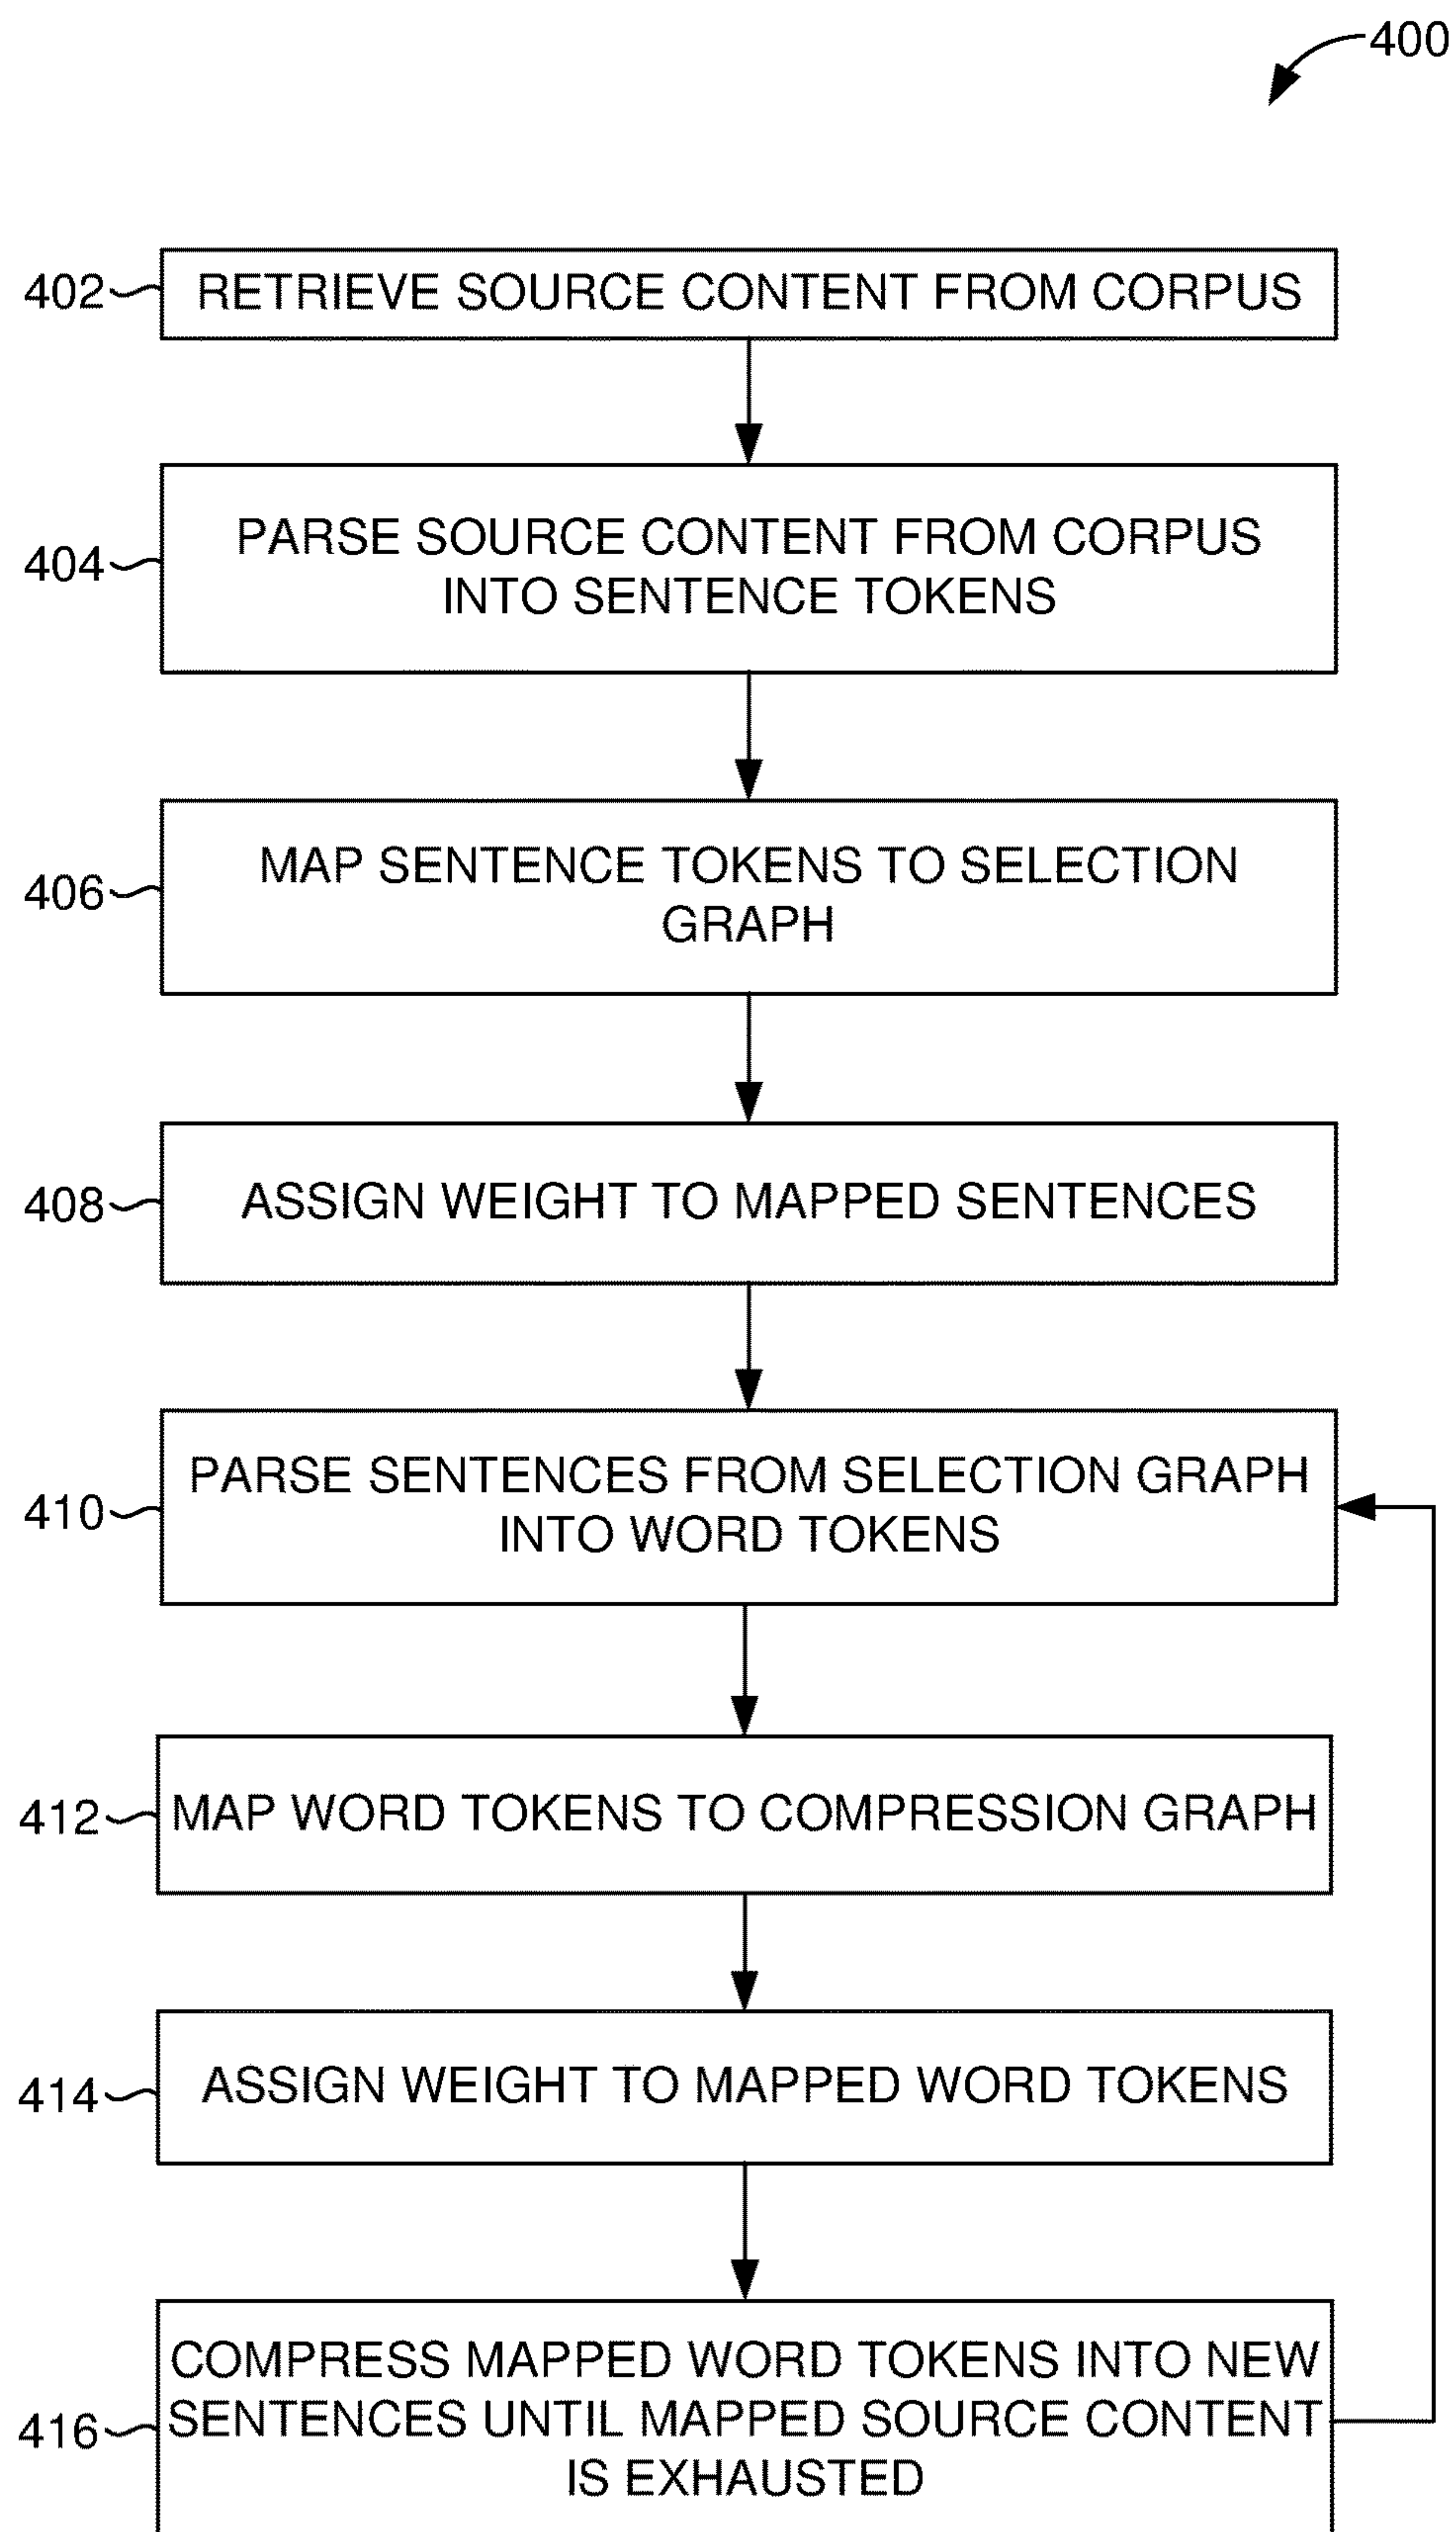 400
402
RETRIEVE SOURCE CONTENT FROM CORPUS
404
PARSE SOURCE CONTENT FROM CORPUS
INTO SENTENCE TOKENS
406
MAP SENTENCE TOKENS TO SELECTION
GRAPH
408
ASSIGN WEIGHT TO MAPPED SENTENCES
410
PARSE SENTENCES FROM SELECTION GRAPH
INTO WORD TOKENS
412
MAP WORD TOKENS TO COMPRESSION GRAPH
414
ASSIGN WEIGHT TO MAPPED WORD TOKENS
416
COMPRESS MAPPED WORD TOKENS INTO NEW
SENTENCES UNTIL MAPPED SOURCE CONTENT
IS EXHAUSTED